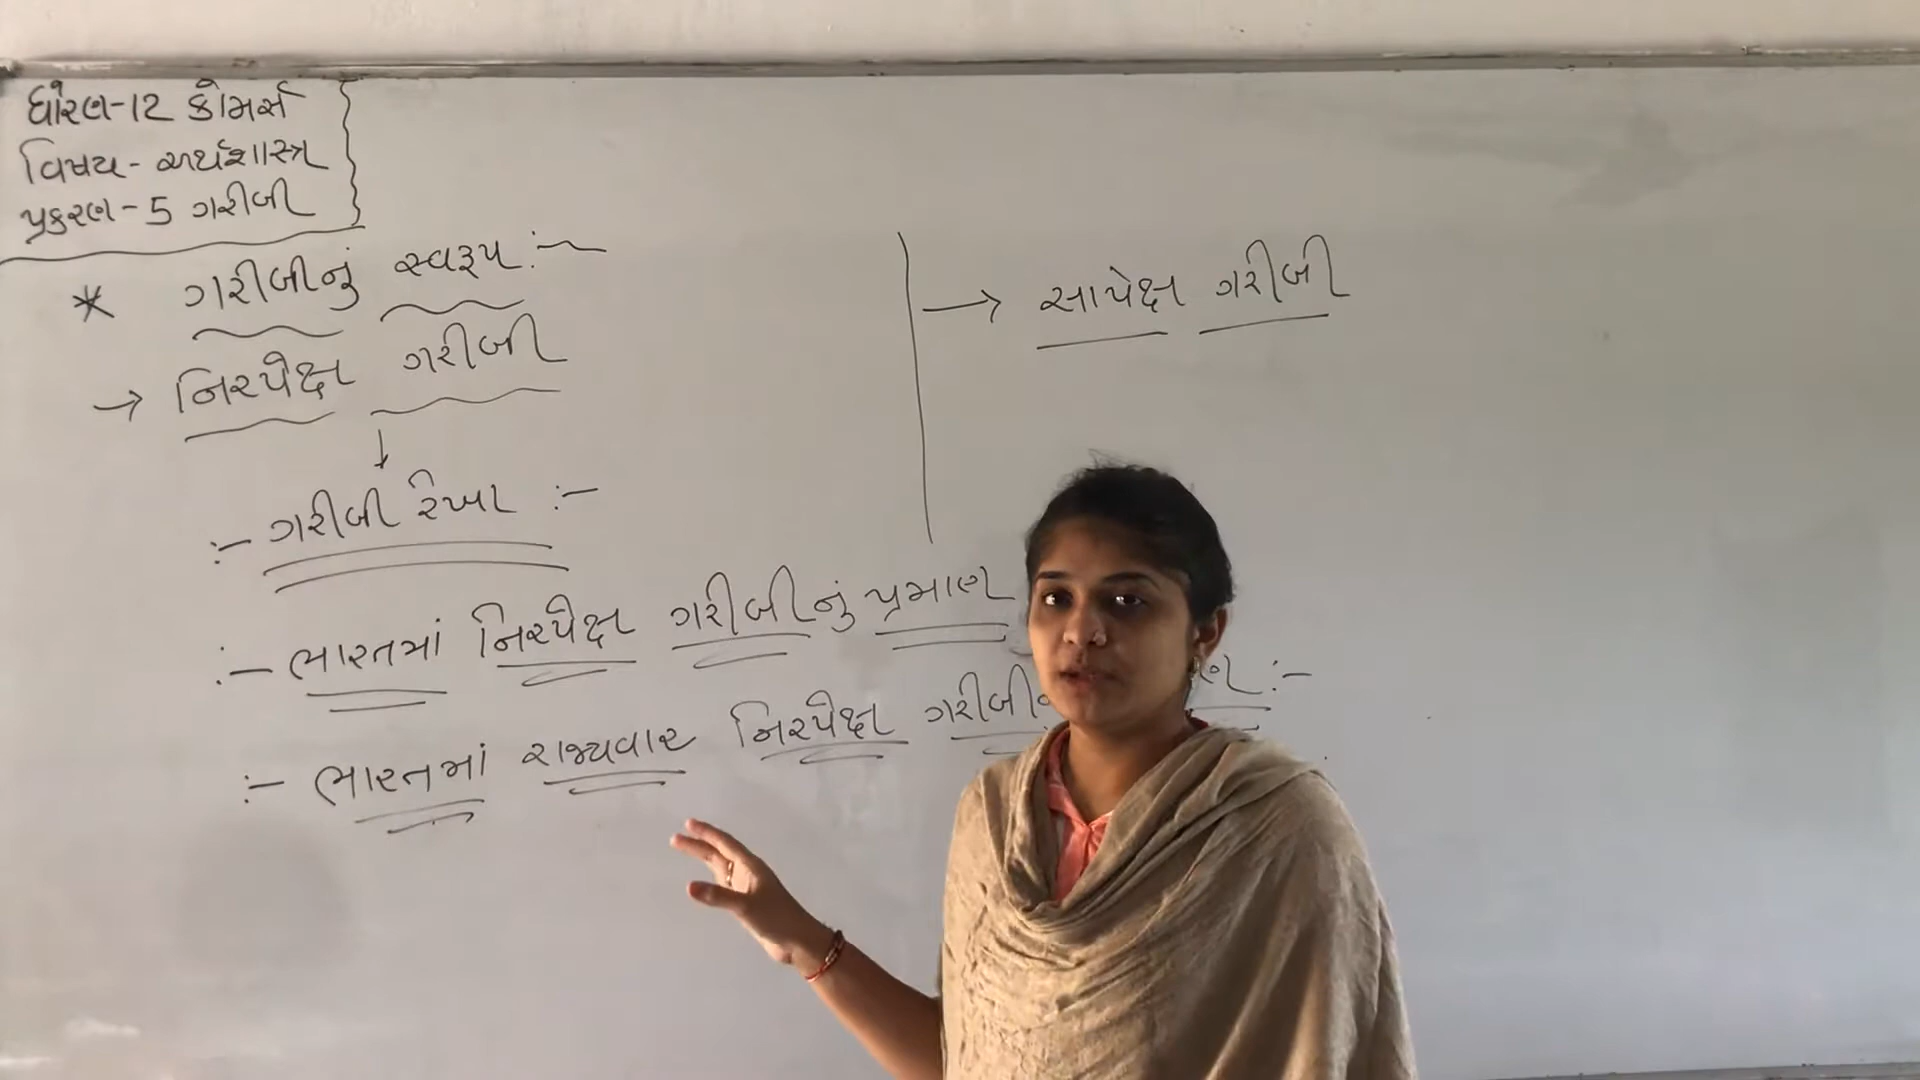 ધોરણ-12 કોમર્સ
વિષય- અર્થશાસ્ત્ર
પ્રકરણ-5 ગરીબી
* ગરીબીનું સ્વરૂપ :-
→ નિરપેક્ષ ગરીબી
↓
:- ગરીબી રેખા :-
:- ભારતમાં નિરપેક્ષ ગરીબીનું પ્રમાણ
:- ભારતમાં રાજ્યવાર નિરપેક્ષ :-
→ સાપેક્ષ ગરીબી